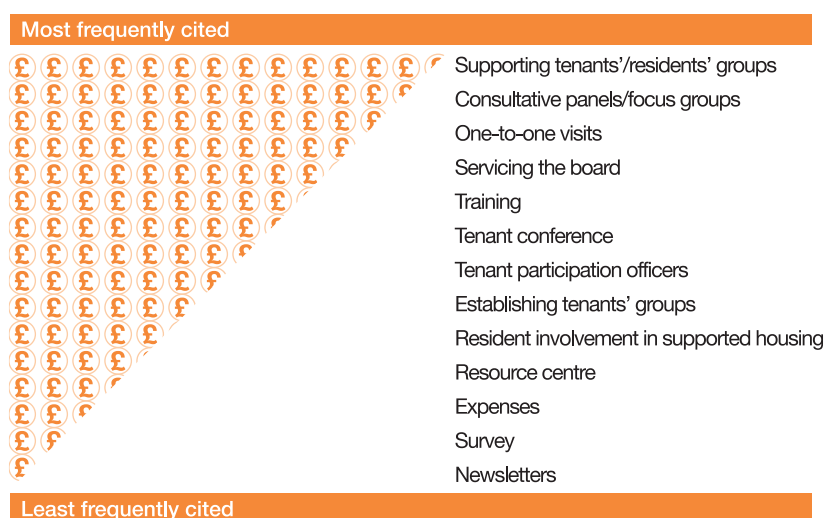 Most frequently cited
Supporting tenants'/residents' groups
Consultative panels/focus groups
One-to-one visits
Servicing the board
Training
Tenant conference
Tenant participation officers
Establishing tenants' groups
Resident involvement in supported housing
Resource centre
Expenses
Survey
Newsletters
Least frequently cited